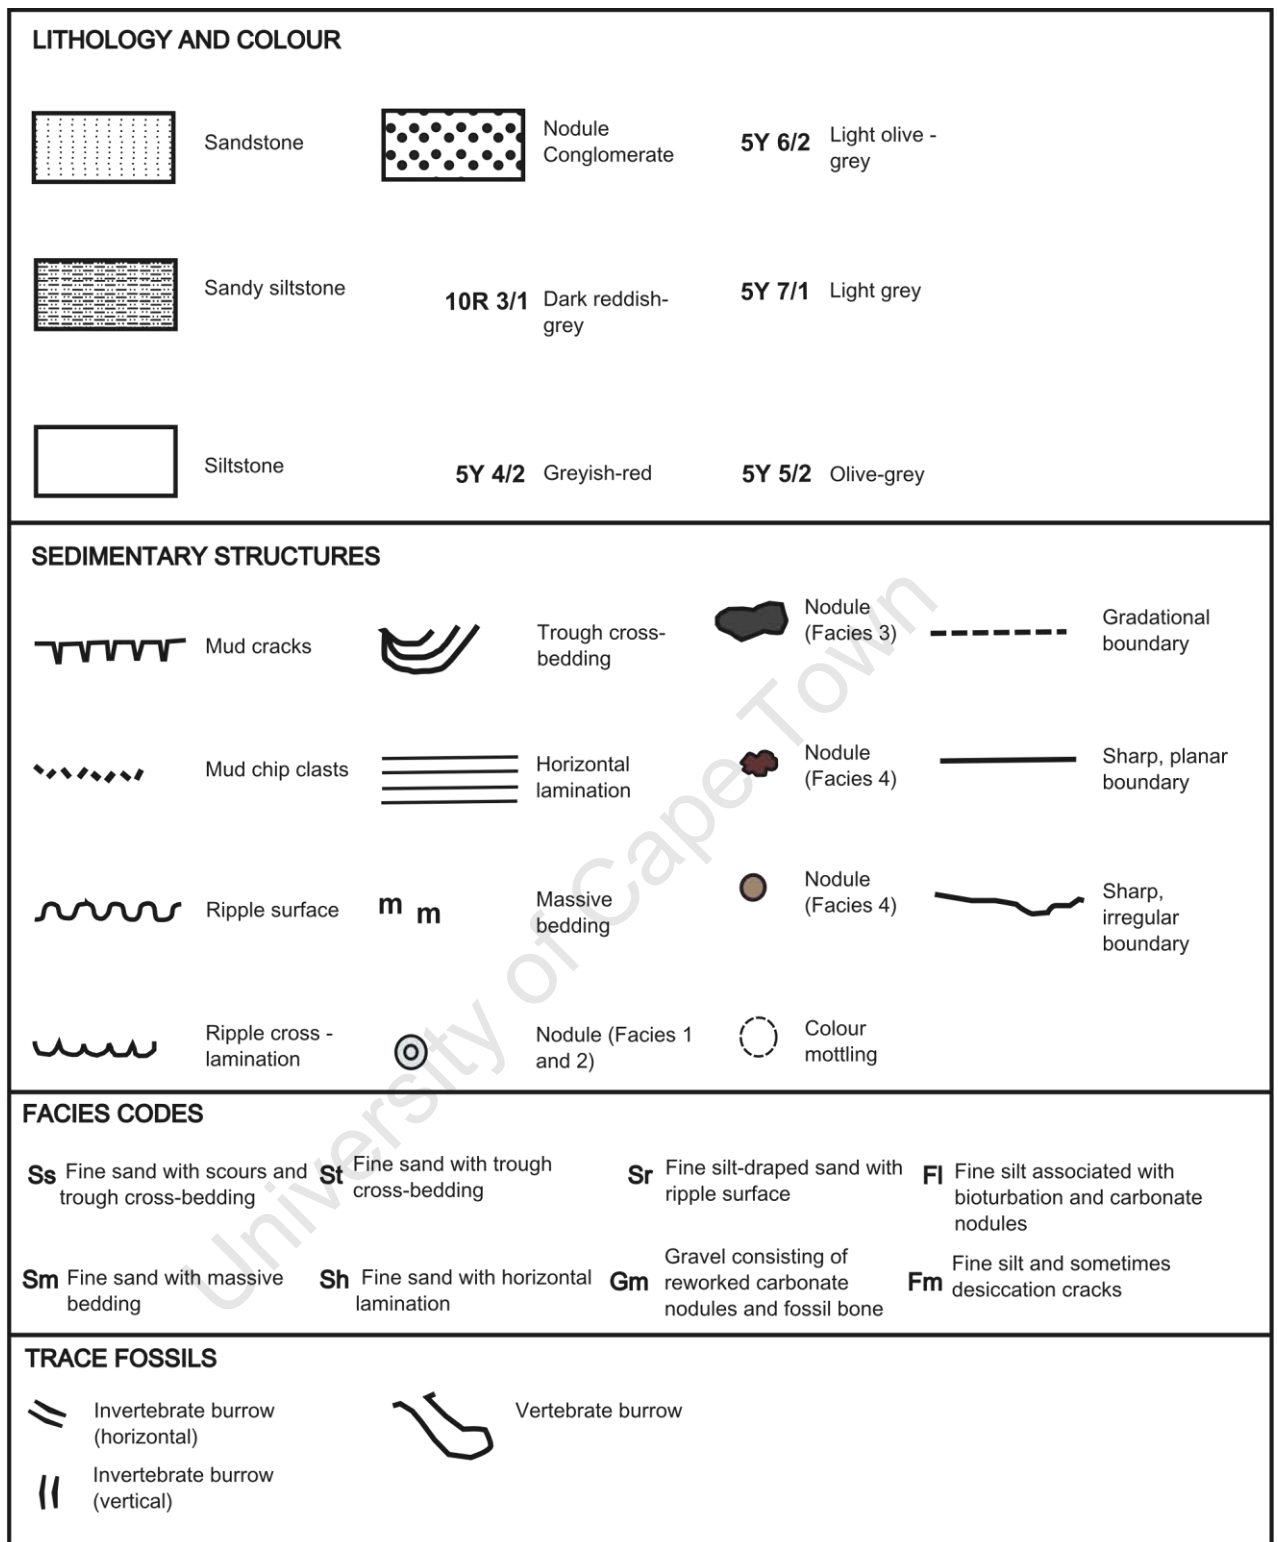 LITHOLOGY AND COLOUR
Sandstone
Nodule
Conglomerate
5Y 6/2 Light olive -
grey
Sandy siltstone
10R 3/1 Dark reddish-
grey
5Y 7/1 Light grey
Siltstone
5Y 4/2 Greyish-red
5Y 5/2 Olive-grey
SEDIMENTARY STRUCTURES
Mud cracks
Trough cross-
bedding
Nodule
(Facies 3)
Gradational
boundary
Mud chip clasts
Horizontal
lamination
Nodule
(Facies 4)
Sharp, planar
boundary
Ripple surface
m m
Massive
bedding
Nodule
(Facies 4)
Sharp,
irregular
boundary
Ripple cross -
lamination
Nodule (Facies 1
and 2)
Colour
mottling
FACIES CODES
Ss Fine sand with scours and
trough cross-bedding
St Fine sand with trough
cross-bedding
Sr Fine silt-draped sand with
ripple surface
Fl Fine silt associated with
bioturbation and carbonate
nodules
Sm Fine sand with massive
bedding
Sh Fine sand with horizontal
lamination
Gm Gravel consisting of
reworked carbonate
nodules and fossil bone
Fm Fine silt and sometimes
desiccation cracks
TRACE FOSSILS
Invertebrate burrow
(horizontal)
Vertebrate burrow
Invertebrate burrow
(vertical)
University of Cape Town